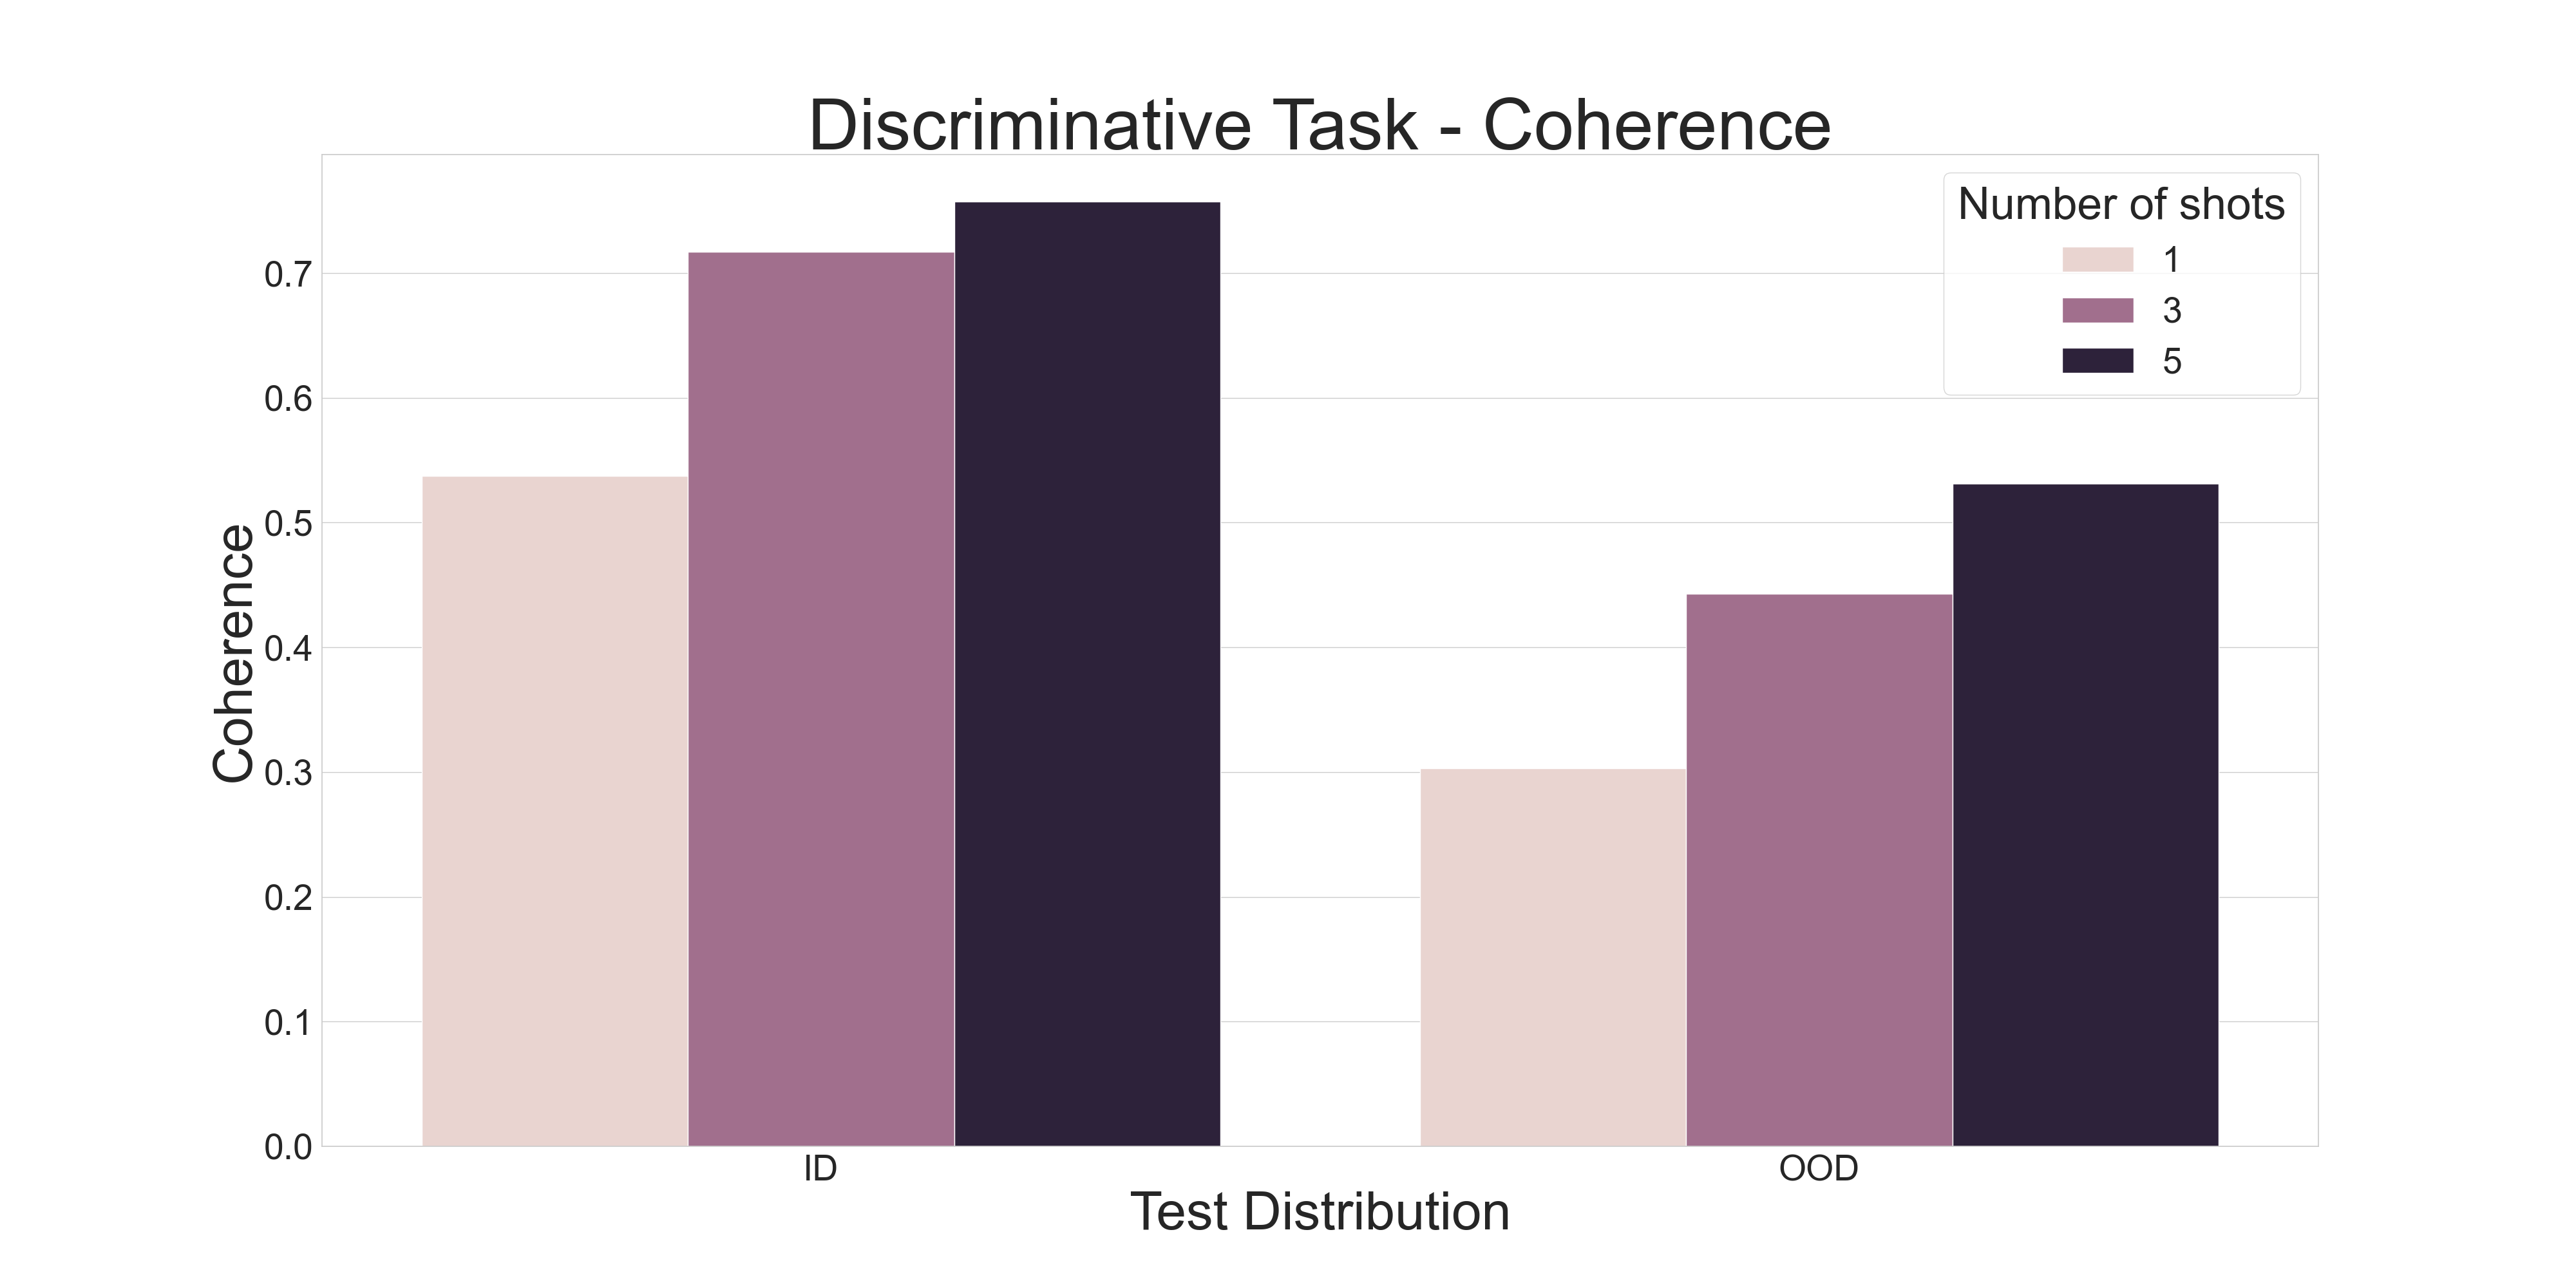 Discriminative Task - Coherence
Number of shots
1
3
5
Coherence
0.7
0.6
0.5
0.4
0.3
0.2
0.1
0.0
ID
OOD
Test Distribution